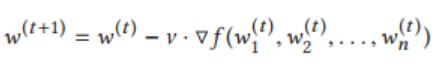 w^{(t+1)} = w^{(t)} − ν · ∇f(w_1^{(t)}, w_2^{(t)}, . . . , w_n^{(t)})